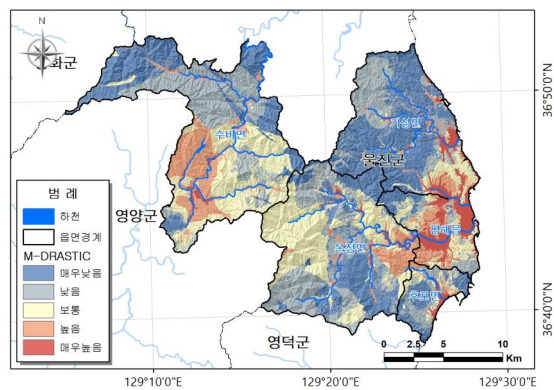 N
화군
수비면
기성면
울진군
36°50'0"N
범 례
하천
읍면경계
M-DRASTIC
매우낮음
낮음
보통
높음
매우높음
영양군
평해읍
온정면
후포면
36°40'0"N
영덕군
0 2.5 5 10
Km
129°10'0"E
129°20'0"E
129°30'0"E